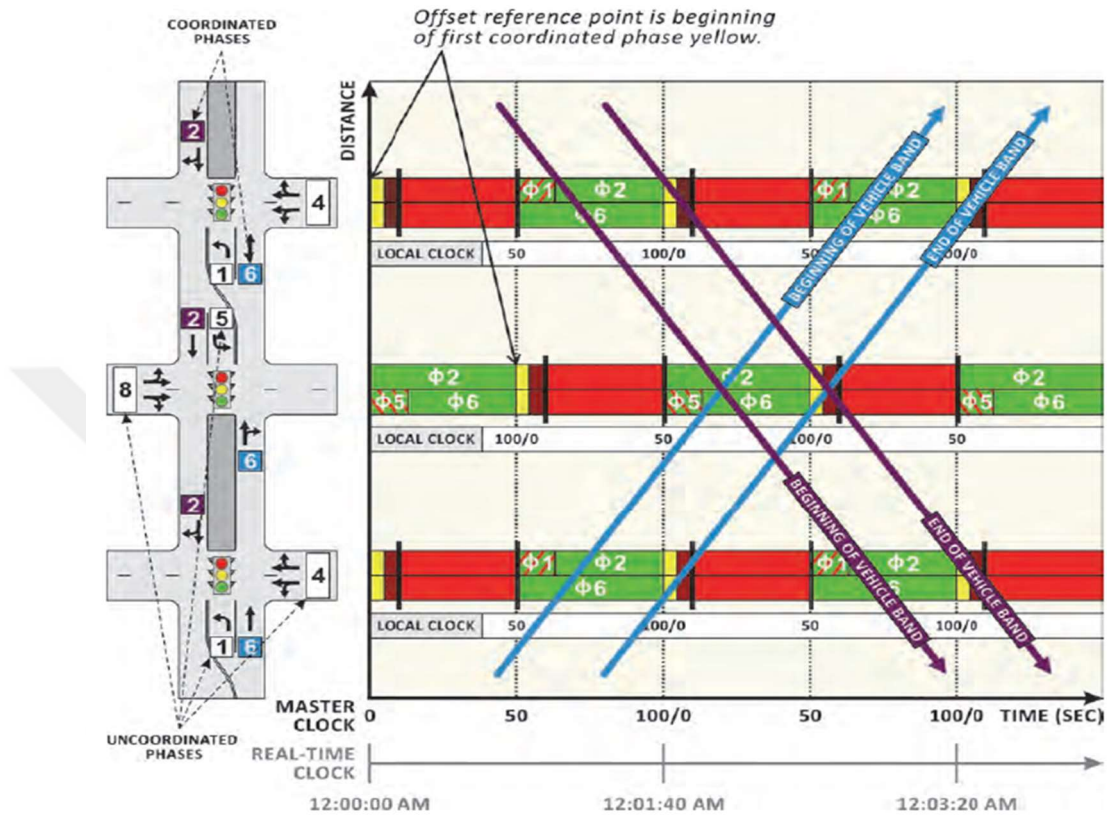 COORDINATED
PHASES
Offset reference point is beginning
of first coordinated phase yellow.
DISTANCE
2
4
1
6
Φ1
Φ2
Φ6
Φ1
Φ2
Φ6
LOCAL CLOCK
50
100/0
50
100/0
BEGINNING OF VEHICLE BAND
END OF VEHICLE BAND
2
5
8
6
Φ2
Φ5
Φ6
Φ2
Φ5
Φ6
Φ2
Φ5
Φ6
LOCAL CLOCK
100/0
50
100/0
50
BEGINNING OF VEHICLE BAND
END OF VEHICLE BAND
2
4
1
6
Φ1
Φ2
Φ6
Φ1
Φ2
Φ6
LOCAL CLOCK
50
100/0
50
100/0
UNCOORDINATED
PHASES
MASTER
CLOCK
0 50 100/0 50 100/0 TIME (SEC)
REAL-TIME
CLOCK
12:00:00 AM 12:01:40 AM 12:03:20 AM